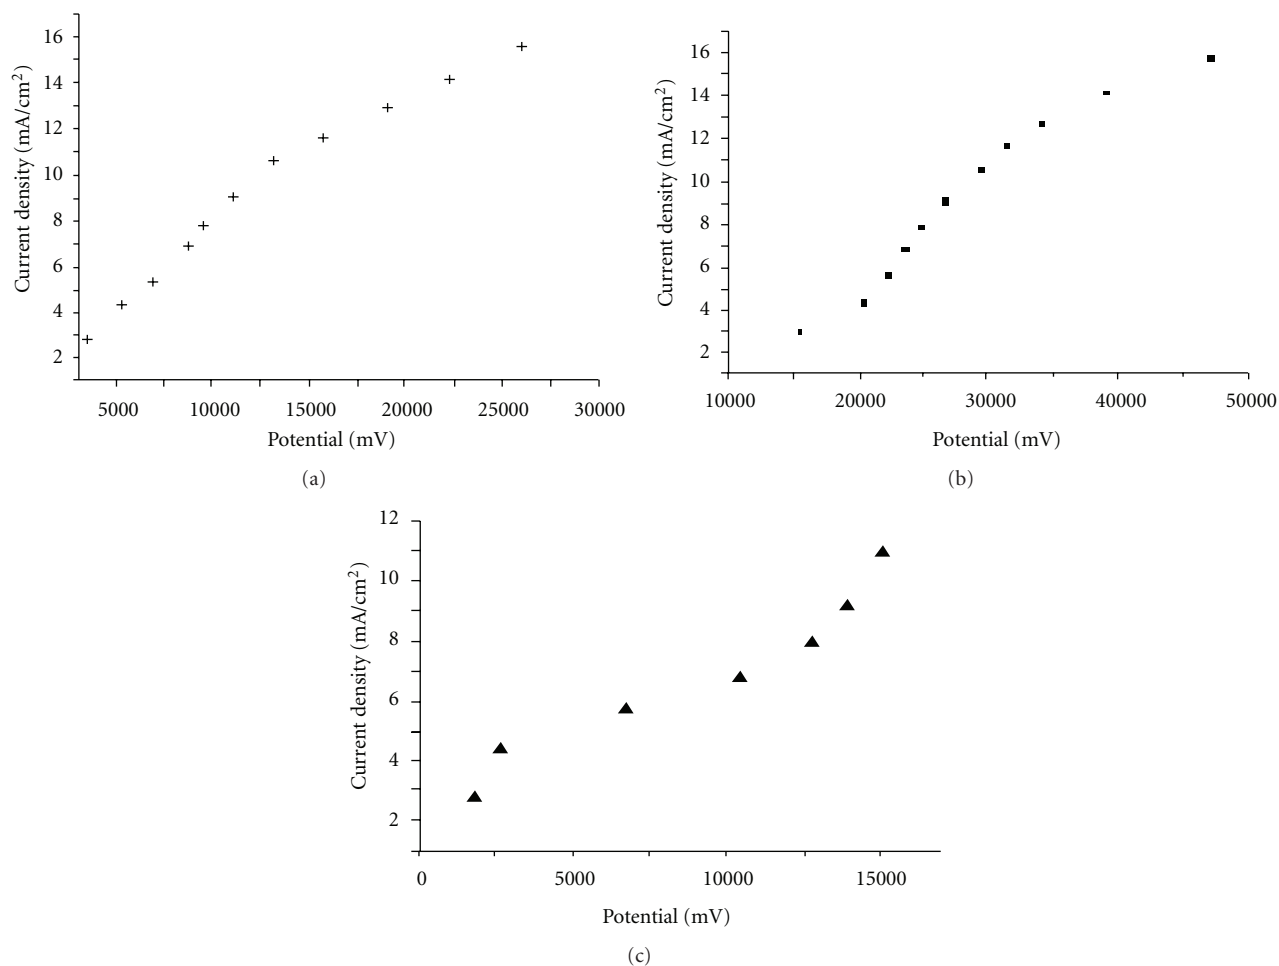 16
14
12
10
8
6
4
2
Current density (mA/cm²)
5000 10000 15000 20000 25000 30000
Potential (mV)
(a)
16
14
12
10
8
6
4
2
Current density (mA/cm²)
10000 20000 30000 40000 50000
Potential (mV)
(b)
12
10
8
6
4
2
Current density (mA/cm²)
0 5000 10000 15000
Potential (mV)
(c)